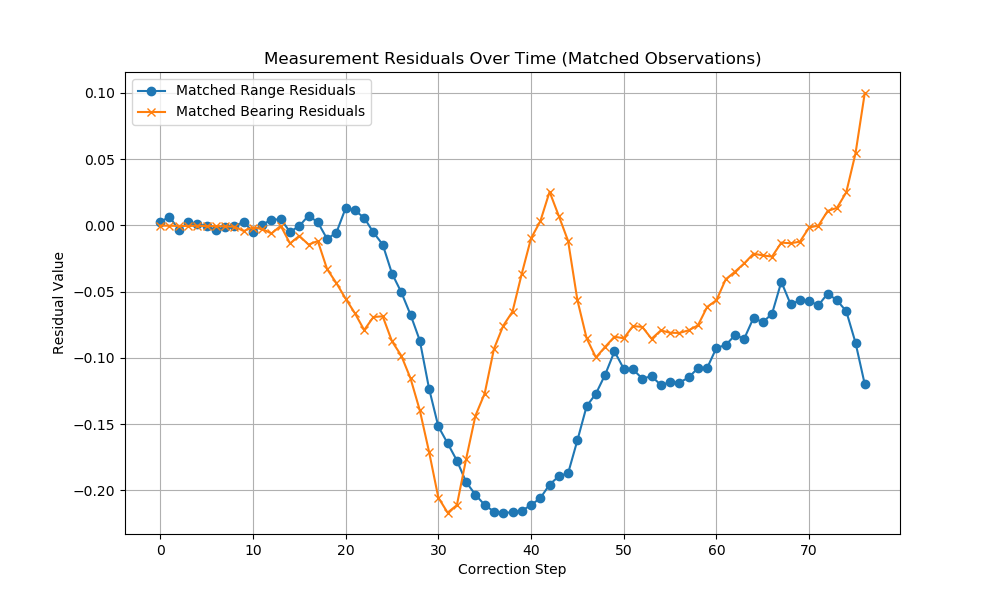 Measurement Residuals Over Time (Matched Observations)
Matched Range Residuals
Matched Bearing Residuals
Residual Value
0.10
0.05
0.00
−0.05
−0.10
−0.15
−0.20
0 10 20 30 40 50 60 70
Correction Step